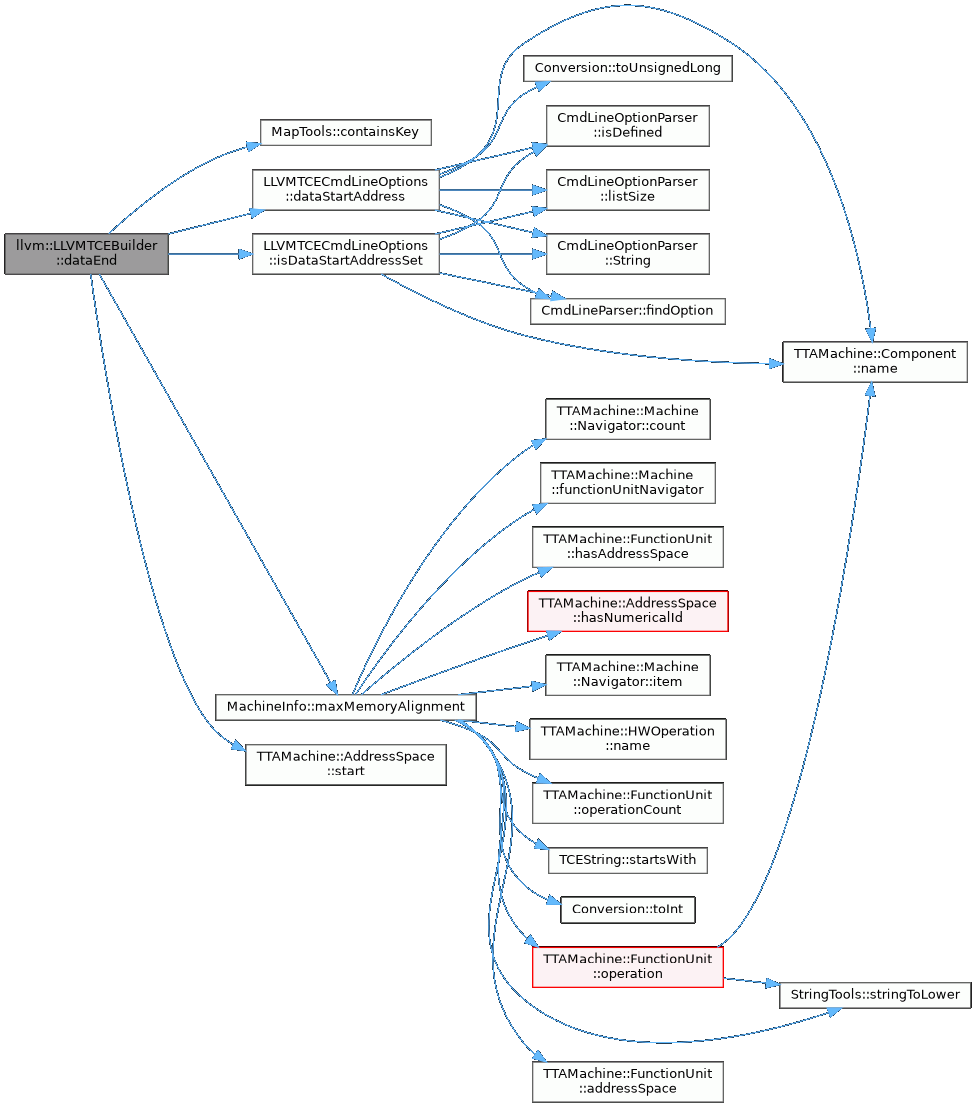 Conversion::toUnsignedLong
CmdLineOptionParser
::isDefined
MapTools::containsKey
LLVMTCECmdLineOptions
::dataStartAddress
CmdLineOptionParser
::listSize
llvm::LLVMTCEBuilder
::dataEnd
LLVMTCECmdLineOptions
::isDataStartAddressSet
CmdLineOptionParser
::String
CmdLineParser::findOption
TTAMachine::Component
::name
TTAMachine::Machine
::Navigator::count
TTAMachine::Machine
::functionUnitNavigator
TTAMachine::FunctionUnit
::hasAddressSpace
TTAMachine::AddressSpace
::hasNumericalId
TTAMachine::Machine
::Navigator::item
MachineInfo::maxMemoryAlignment
TTAMachine::HWOperation
::name
TTAMachine::AddressSpace
::start
TTAMachine::FunctionUnit
::operationCount
TCEString::startsWith
Conversion::toInt
TTAMachine::FunctionUnit
::operation
StringTools::stringToLower
TTAMachine::FunctionUnit
::addressSpace